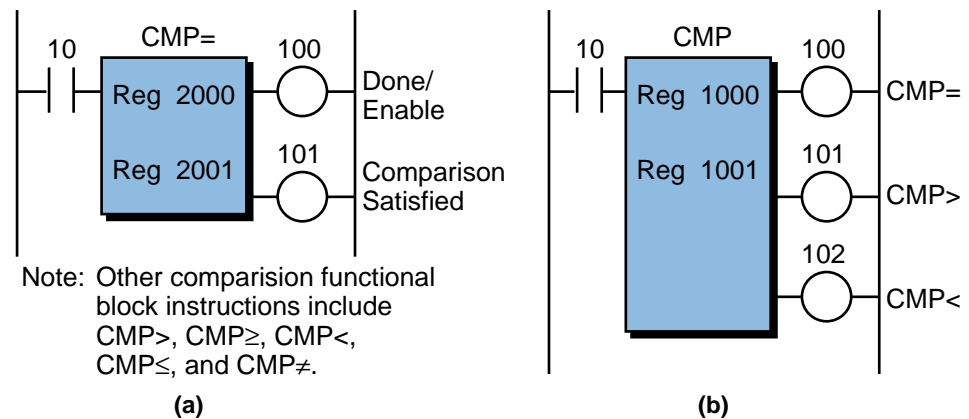 CMP=
10
100
Reg 2000
Done/
Enable
Reg 2001
101
Comparison
Satisfied
Note: Other comparision functional
block instructions include
CMP>, CMP≥, CMP<,
CMP≤, and CMP≠.
(a)
CMP
10
100
Reg 1000
CMP=
Reg 1001
101
CMP>
102
CMP<
(b)